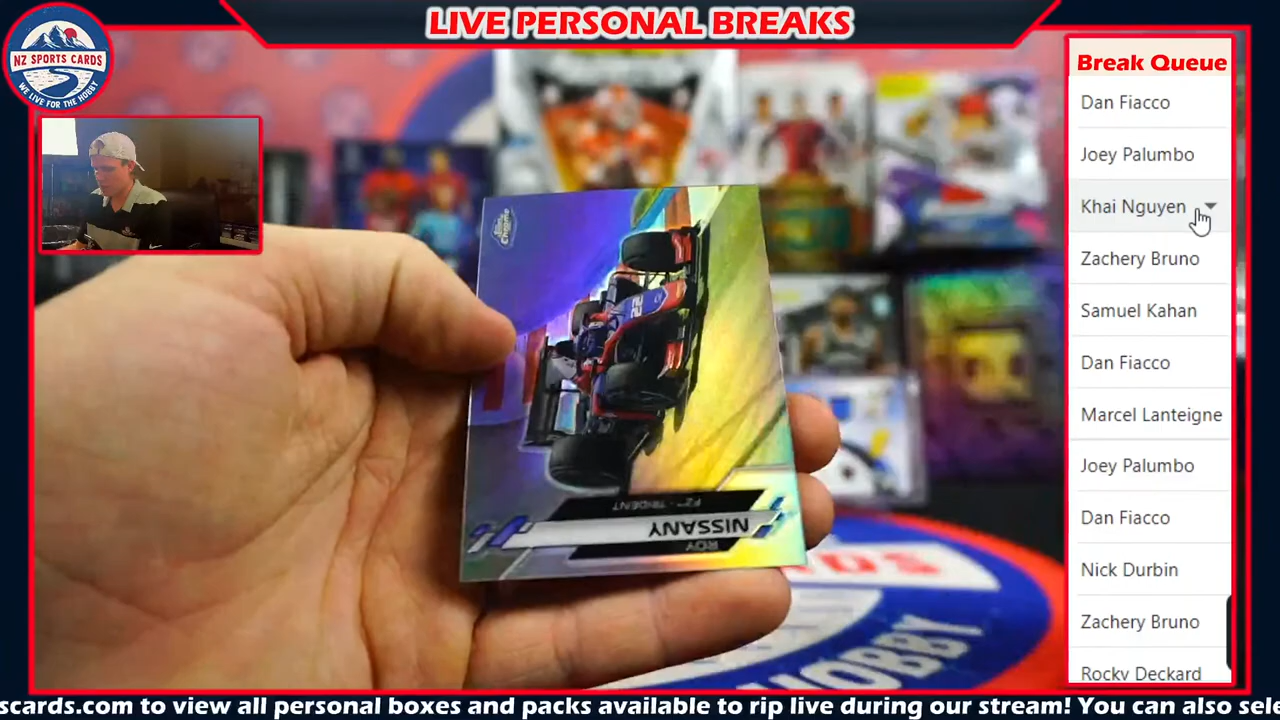 LIVE PERSONAL BREAKS
NZ SPORTS CARDS
WE LIVE FOR THE HOBBY
Break Queue
Dan Fiacco
Joey Palumbo
Khai Nguyen
Zachery Bruno
Samuel Kahan
Dan Fiacco
Marcel Lanteigne
Joey Palumbo
Dan Fiacco
Nick Durbin
Zachery Bruno
Rocky Deckard
ROY
NISSANY
F2™ - TRIDENT
22
HOBBY
scards.com to view all personal boxes and packs available to rip live during our stream! You can also sele